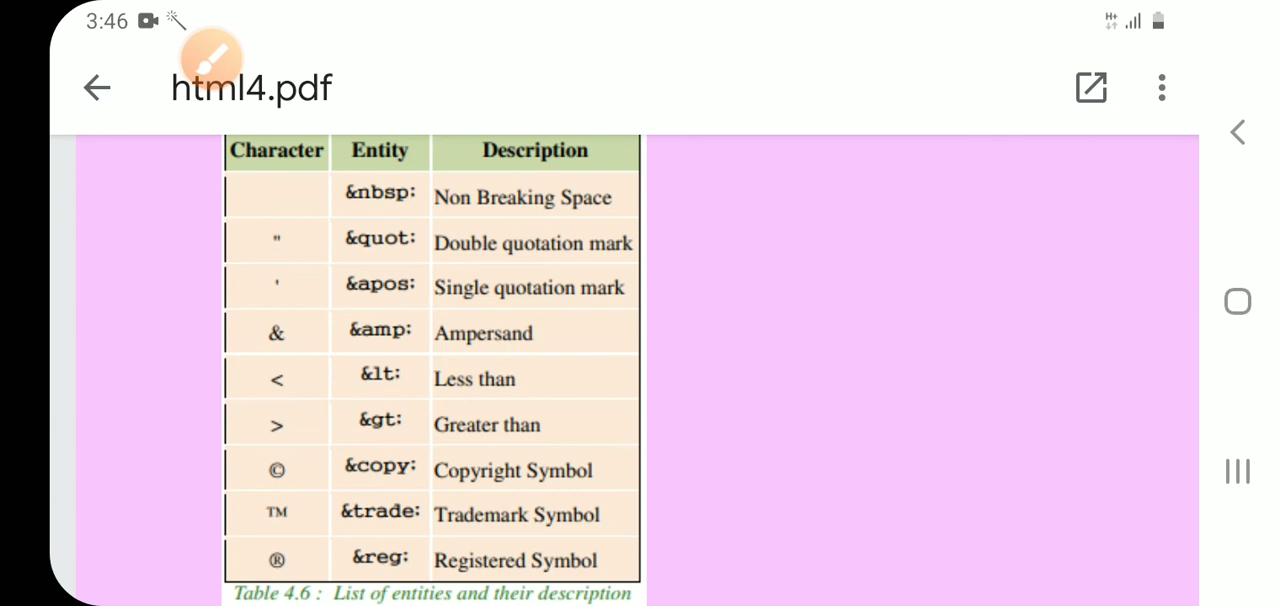 3:46 H+
html4.pdf
Character Entity Description
&nbsp: Non Breaking Space
" &quot: Double quotation mark
' &apos: Single quotation mark
& &amp: Ampersand
< &lt: Less than
> &gt: Greater than
© &copy: Copyright Symbol
TM &trade: Trademark Symbol
® &reg: Registered Symbol
Table 4.6 : List of entities and their description